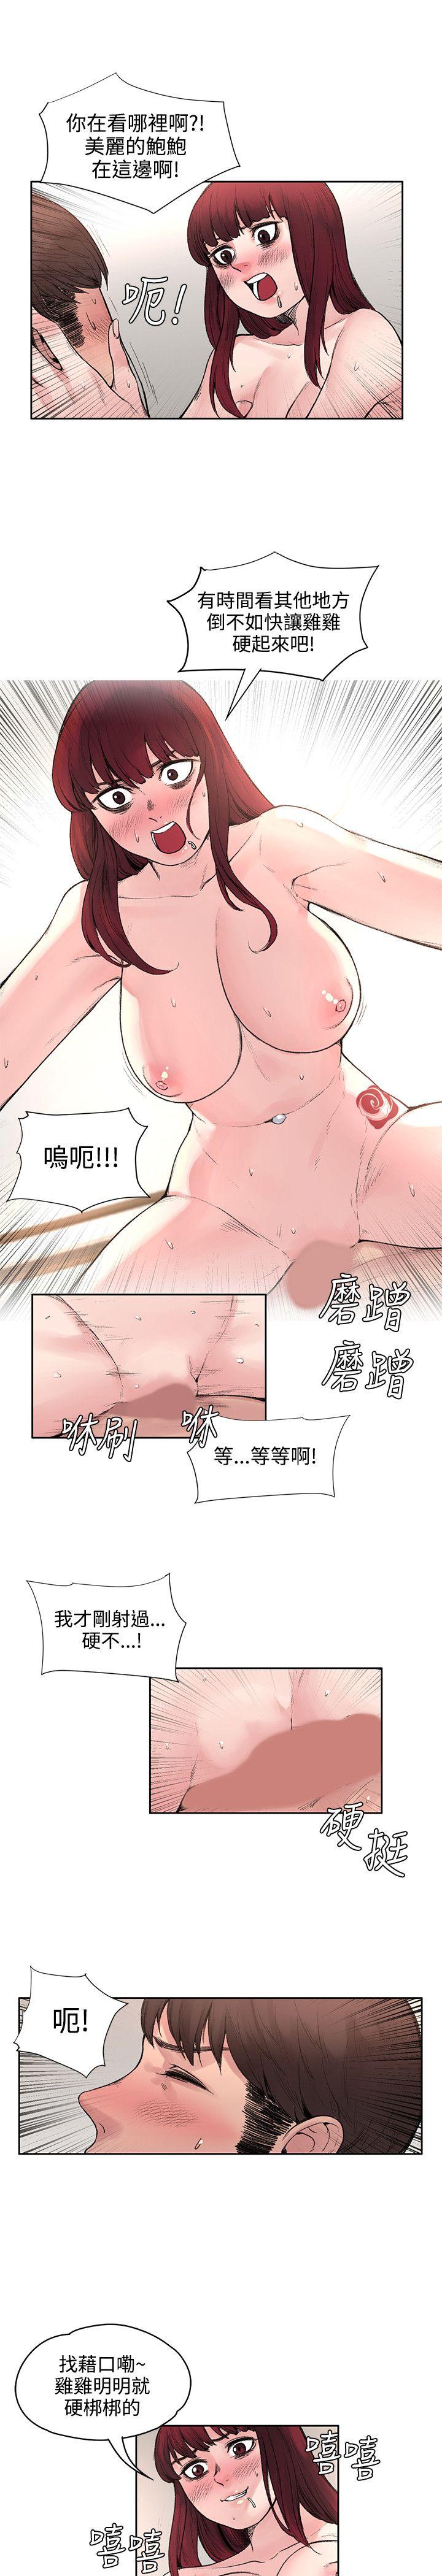 你在看哪裡啊?!
美麗的鮑鮑
在這邊啊!
呃!
有時間看其他地方
倒不如快讓雞雞
硬起來吧!
嗚呃!!!
磨蹭
磨蹭
咻刷
咻
等...等等啊!
我才剛射過...
硬不...!
硬挺
呃!
找藉口嘞~
雞雞明明就
硬梆梆的
嘻嘻
嘻嘻